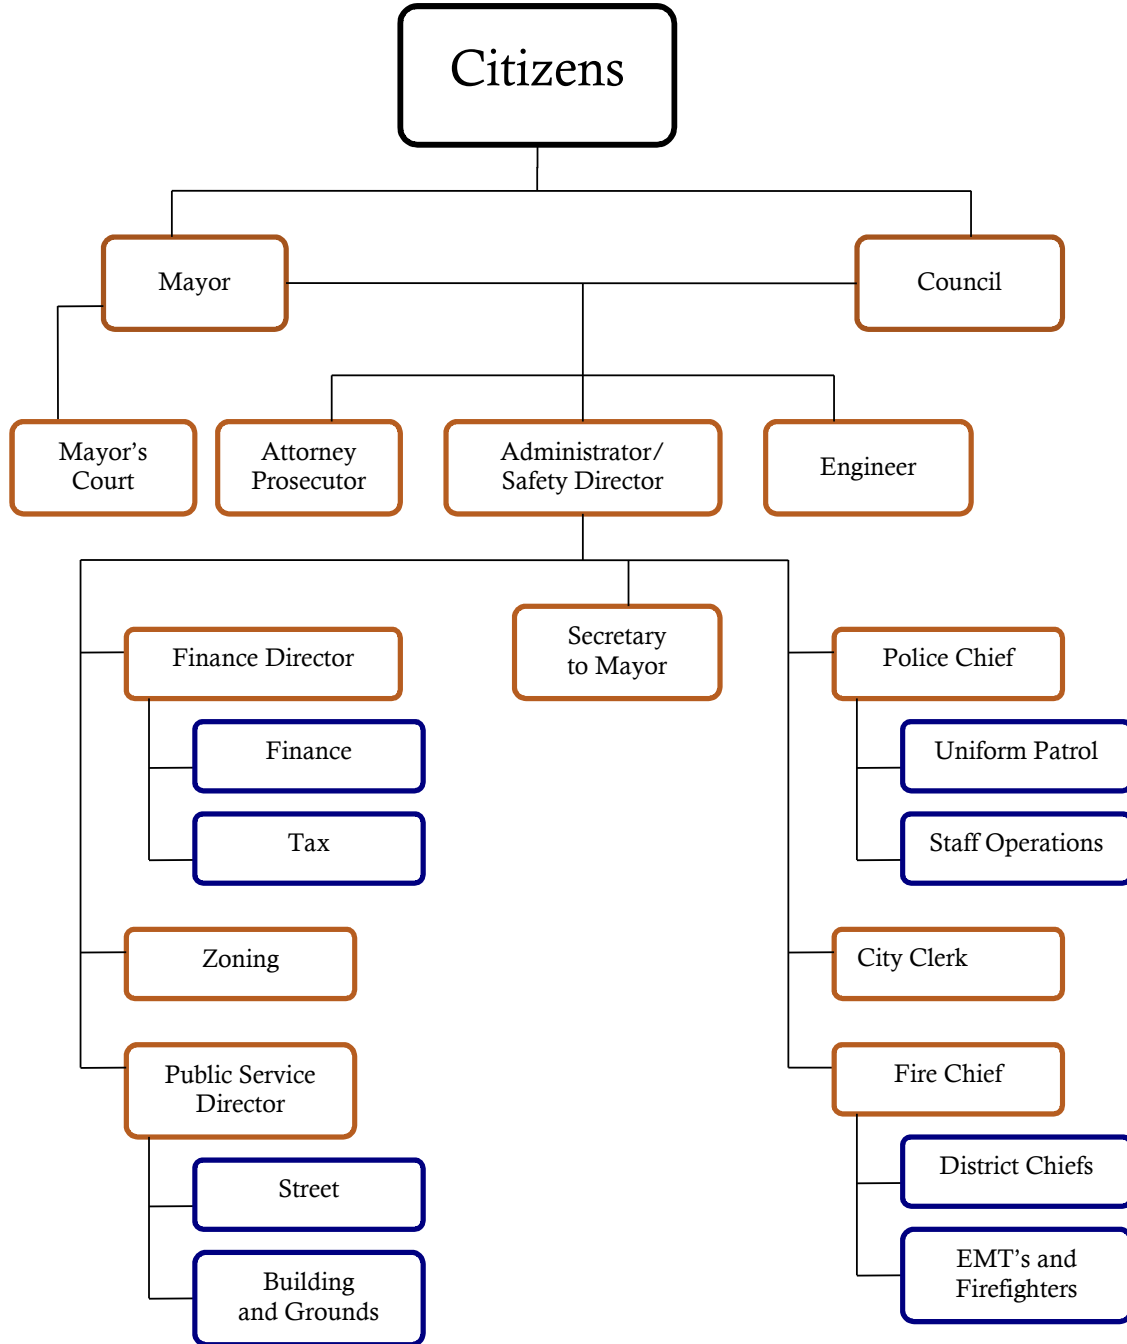 Citizens
Mayor
Council
Mayor’s
Court
Attorney
Prosecutor
Administrator/
Safety Director
Engineer
Finance Director
Secretary
to Mayor
Police Chief
Finance
Uniform Patrol
Tax
Staff Operations
Zoning
City Clerk
Public Service
Director
Fire Chief
Street
District Chiefs
Building
and Grounds
EMT’s and
Firefighters